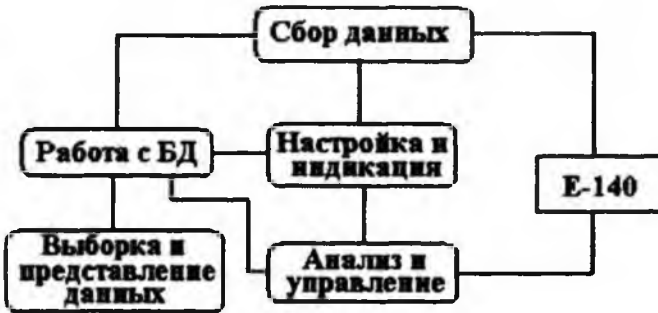 Сбор данных
Работа с БД
Настройка и
индикация
Е-140
Выборка и
представление
данных
Анализ и
управление